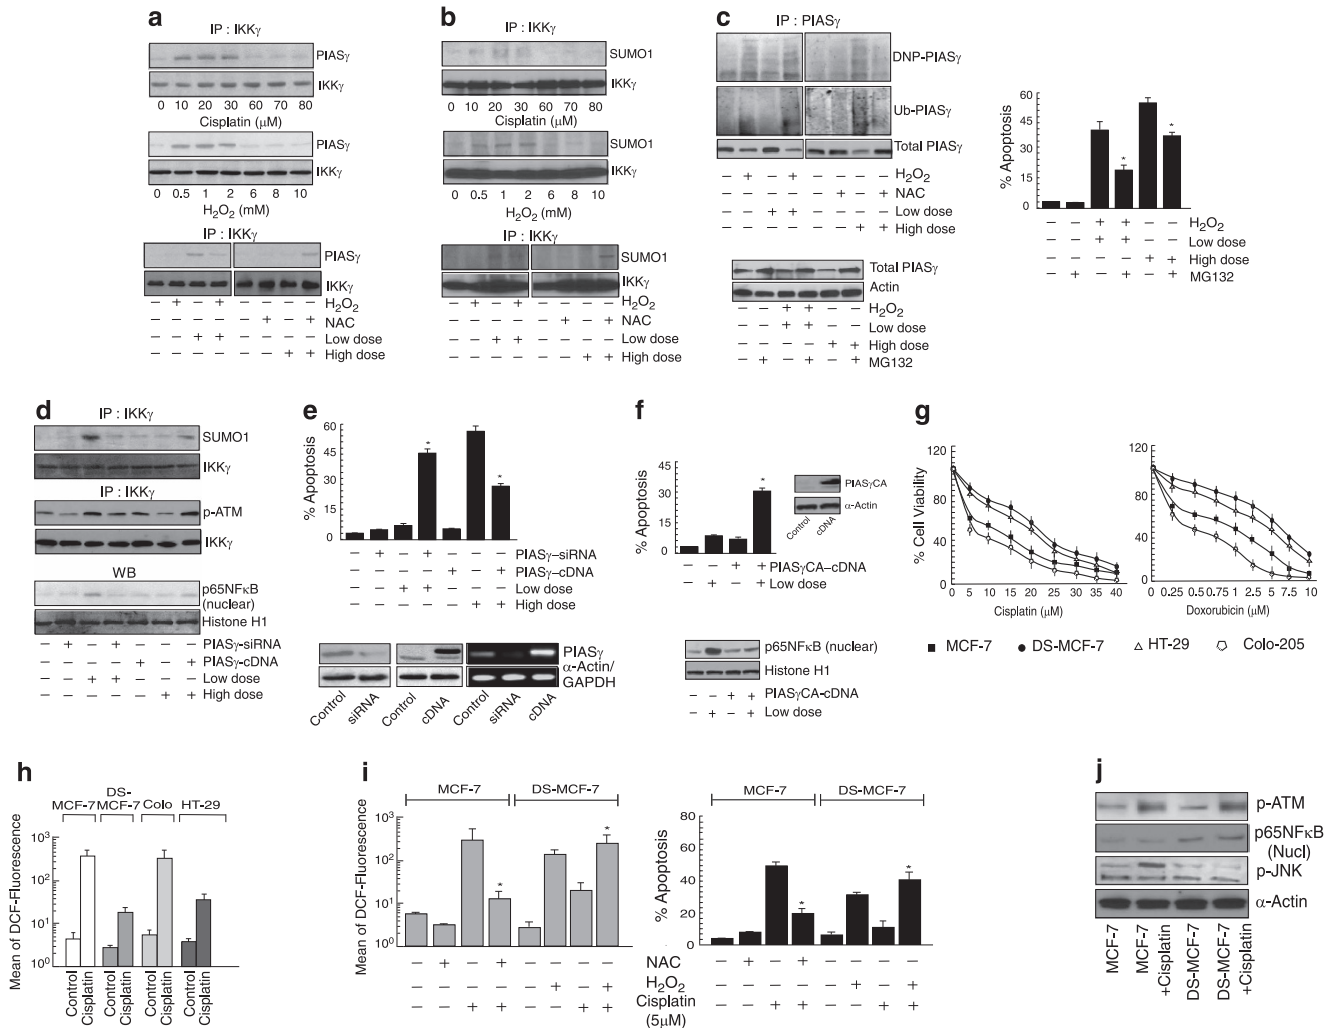 a
IP : IKKγ
PIASγ
IKKγ
0 10 20 30 60 70 80
Cisplatin (μM)
PIASγ
IKKγ
0 0.5 1 2 6 8 10
H2O2 (mM)
IP : IKKγ
PIASγ
IKKγ
– + – + – – – – H2O2
– – – – – + – + NAC
– – + + – – – – Low dose
– – – – – – + + High dose
b
IP : IKKγ
SUMO1
IKKγ
0 10 20 30 60 70 80
Cisplatin (μM)
SUMO1
IKKγ
0 0.5 1 2 6 8 10
H2O2 (mM)
IP : IKKγ
SUMO1
IKKγ
– + – + – – – – H2O2
– – – – – + – + NAC
– – + + – – – – Low dose
– – – – – – + + High dose
c
IP : PIASγ
DNP-PIASγ
Ub-PIASγ
Total PIASγ
– + – + – – – – H2O2
– – – – – + – + NAC
– – + + – – – – Low dose
– – – – – – + + High dose
Total PIASγ
Actin
– – + + – – H2O2
– – + + – – Low dose
– – – – + + High dose
– + – + – + MG132
% Apoptosis
60
45
30
15
0
* *
– – + + – – H2O2
– – + + – – Low dose
– – – – + + High dose
– + – + – + MG132
d
IP : IKKγ
SUMO1
IKKγ
IP : IKKγ
p-ATM
IKKγ
WB
p65NFκB
(nuclear)
Histone H1
– + – + – – – PIASγ-siRNA
– – – – + – + PIASγ-cDNA
– – + + – – – Low dose
– – – – – + + High dose
e
% Apoptosis
60
45
30
15
0
* *
– + – + – – – PIASγ–siRNA
– – – – + – + PIASγ–cDNA
– – + + – – – Low dose
– – – – – + + High dose
PIASγ
α-Actin/
GAPDH
Control siRNA Control cDNA Control siRNA cDNA
f
% Apoptosis
45
30
15
0
*
PIASγCA
α-Actin
Control cDNA
– – + + PIASγCA–cDNA
– + – + Low dose
p65NFκB (nuclear)
Histone H1
– – + + PIASγCA-cDNA
– + – + Low dose
g
% Cell Viability
120
80
40
0
0 5 10 15 20 25 30 35 40
Cisplatin (μM)
120
80
40
0
0 0.25 0.5 0.75 1 2.5 5 7.5 10
Doxorubicin (μM)
MCF-7 DS-MCF-7 HT-29 Colo-205
h
MCF-7 DS-MCF-7 Colo HT-29
Mean of DCF-Fluorescence
10³
10²
10¹
10⁰
Control Cisplatin Control Cisplatin Control Cisplatin Control Cisplatin
i
MCF-7 DS-MCF-7
Mean of DCF-Fluorescence
10³
10²
10¹
10⁰
* *
MCF-7 DS-MCF-7
% Apoptosis
80
60
40
20
0
* *
– + – + – – – – NAC – + – + – – – –
– – – – – + – + H2O2 – – – – – + – +
– – + + – – + + Cisplatin – – + + – – + +
(5μM)
j
p-ATM
p65NFκB
(Nucl)
p-JNK
α-Actin
MCF-7
MCF-7
+Cisplatin
DS-MCF-7
DS-MCF-7
+Cisplatin